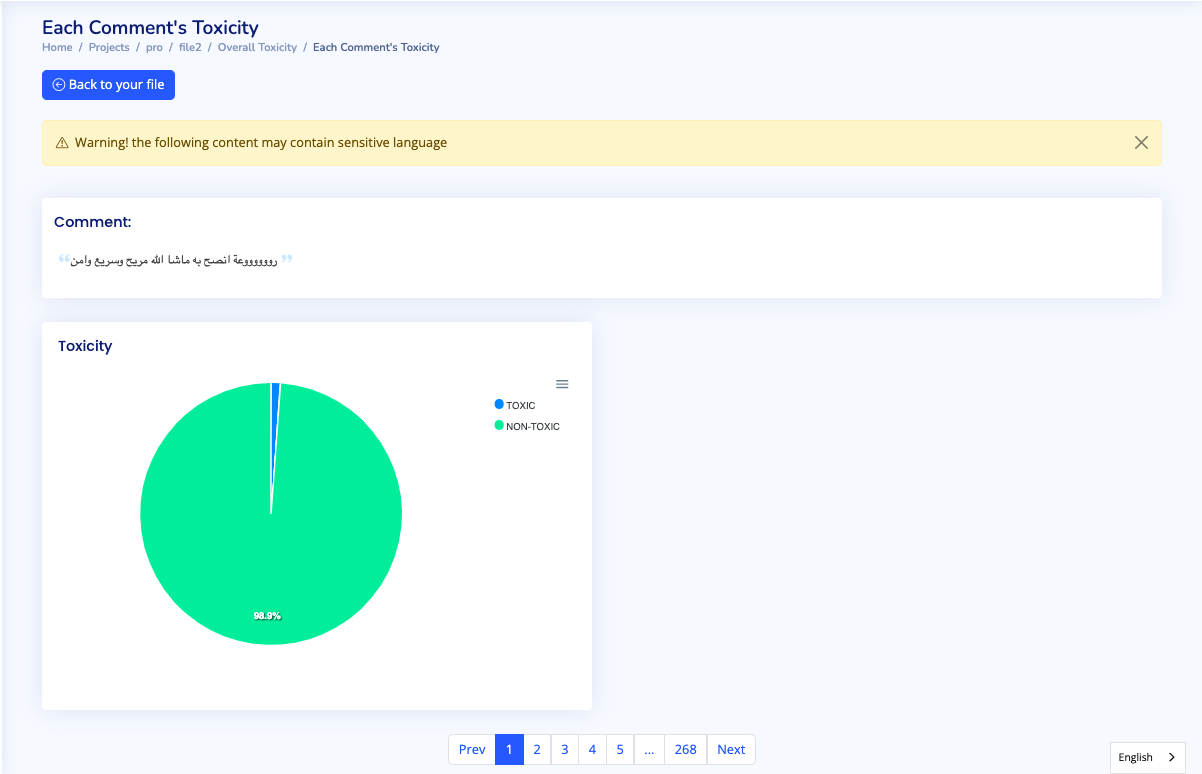 Each Comment's Toxicity
Home / Projects / pro / file2 / Overall Toxicity / Each Comment's Toxicity
Back to your file
Warning! the following content may contain sensitive language
Comment:
❝رووووووعة انصح به ماشا الله مريح وسريع وامن ❞
Toxicity
TOXIC
NON-TOXIC
98.9%
Prev 1 2 3 4 5 ... 268 Next
English